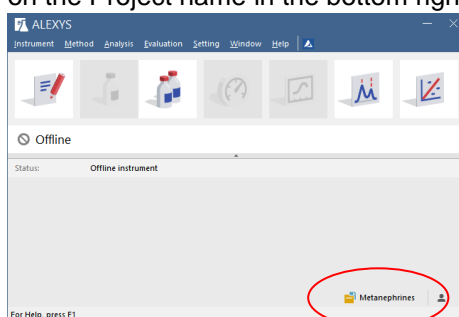 on the Project name in the bottom righ
ALEXYS
Instrument Method Analysis Evaluation Setting Window Help
Offline
Status: Offline instrument
Metanephrines
For Help, press F1